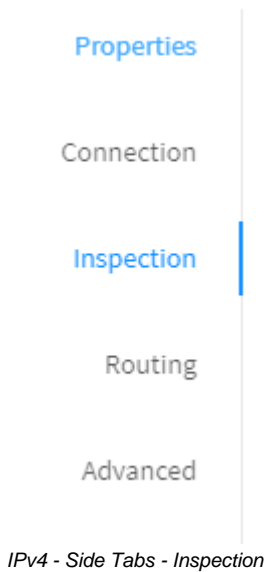 Properties
Connection
Inspection
Routing
Advanced
IPv4 - Side Tabs - Inspection